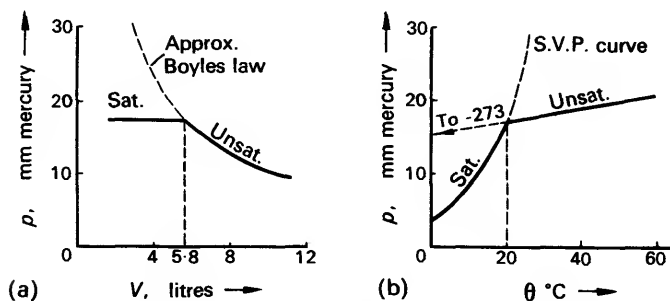 30
20
10
0
p, mm mercury
Approx.
Boyles law
Sat.
Unsat.
4
5·8
8
12
(a)
V, litres
30
20
10
0
p, mm mercury
S.V.P. curve
Unsat.
To -273
Sat.
0
20
40
60
(b)
θ °C